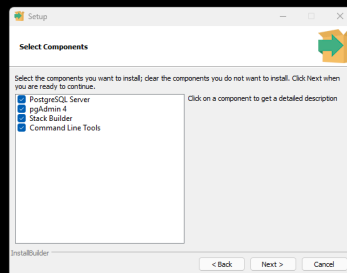 Setup
Select Components
Select the components you want to install; clear the components you do not want to install. Click Next when
you are ready to continue.
PostgreSQL Server
pgAdmin 4
Stack Builder
Command Line Tools
Click on a component to get a detailed description
InstallBuilder
< Back
Next >
Cancel